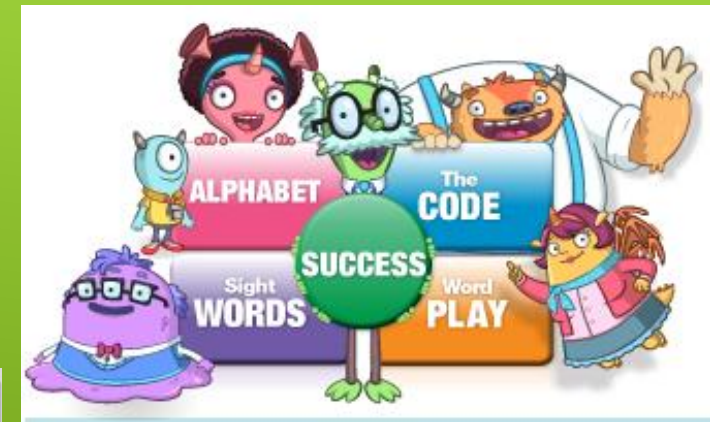 ALPHABET
The
CODE
SUCCESS
Sight
WORDS
Word
PLAY